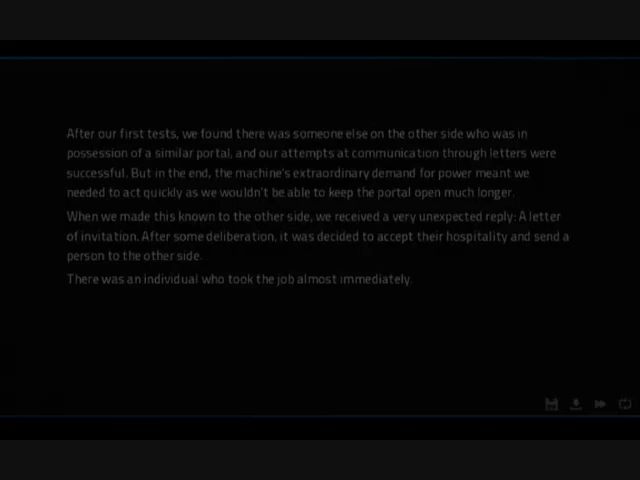 After our first tests, we found there was someone else on the other side who was in
possession of a similar portal, and our attempts at communication through letters were
successful. But in the end, the machine's extraordinary demand for power meant we
needed to act quickly as we wouldn't be able to keep the portal open much longer.
When we made this known to the other side, we received a very unexpected reply: A letter
of invitation. After some deliberation, it was decided to accept their hospitality and send a
person to the other side.
There was an individual who took the job almost immediately.